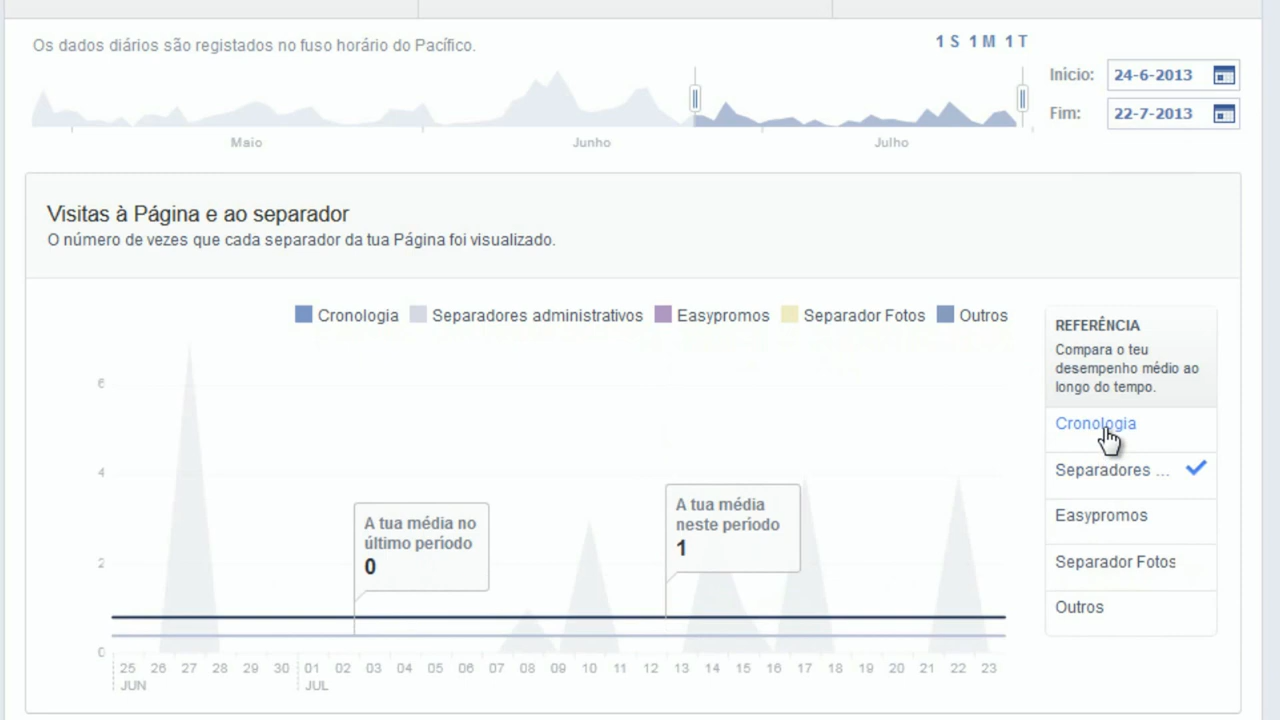 Os dados diários são registados no fuso horário do Pacífico.
1 S 1 M 1 T
Início: 24-6-2013
Fim: 22-7-2013
Maio Junho Julho
Visitas à Página e ao separador
O número de vezes que cada separador da tua Página foi visualizado.
Cronologia Separadores administrativos Easypromos Separador Fotos Outros
REFERÊNCIA
Compara o teu
desempenho médio ao
longo do tempo.
Cronologia
Separadores ...
Easypromos
Separador Fotos
Outros
6
4
2
0
A tua média no
último período
0
A tua média
neste período
1
25 26 27 28 29 30 01 02 03 04 05 06 07 08 09 10 11 12 13 14 15 16 17 18 19 20 21 22 23
JUN JUL